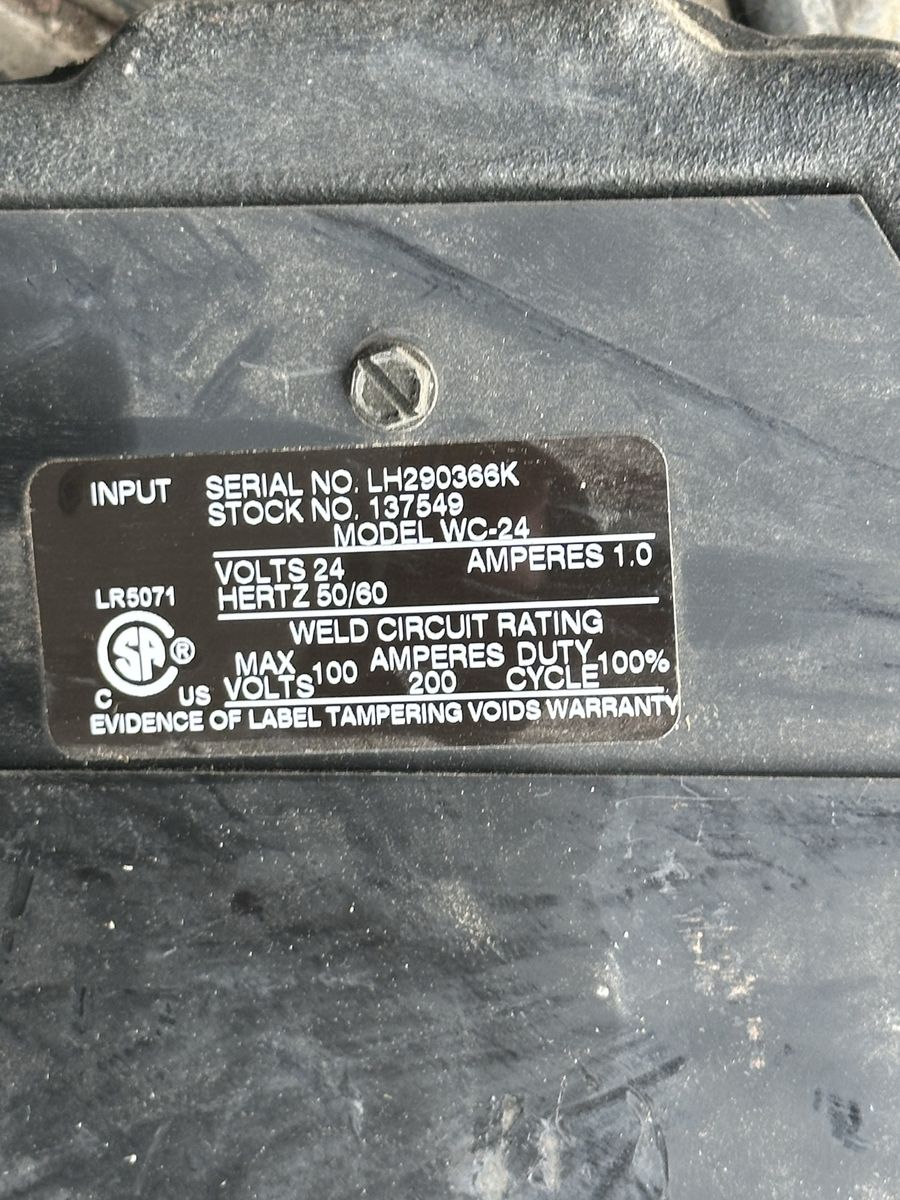 INPUT
SERIAL NO. LH290366K
STOCK NO. 137549
MODEL WC-24
VOLTS 24 AMPERES 1.0
HERTZ 50/60
LR5071
WELD CIRCUIT RATING
MAX VOLTS 100 AMPERES 200 DUTY CYCLE 100%
SA ®
C US
EVIDENCE OF LABEL TAMPERING VOIDS WARRANTY